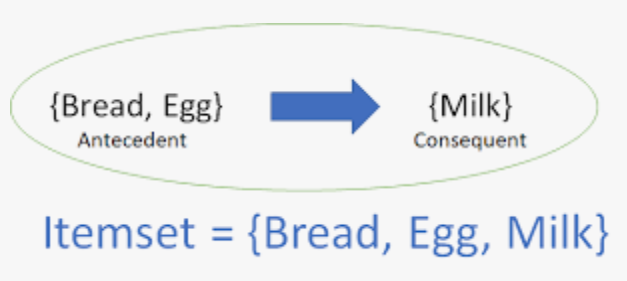 {Bread, Egg} {Milk}
Antecedent Consequent
Itemset = {Bread, Egg, Milk}